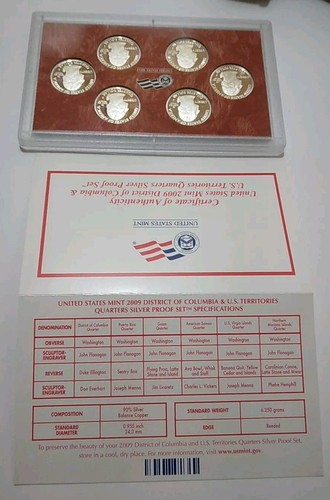 UNITED STATES MINT
Certificate of Authenticity
United States Mint 2009 District of Columbia &
U.S. Territories Quarters Silver Proof Set™
UNITED STATES MINT 2009 DISTRICT OF COLUMBIA & U.S. TERRITORIES
QUARTERS SILVER PROOF SET™ SPECIFICATIONS
DENOMINATION District of Columbia Quarter Puerto Rico Quarter Guam Quarter American Samoa Quarter U.S. Virgin Islands Quarter Northern Mariana Islands Quarter
OBVERSE Washington Washington Washington Washington Washington Washington
SCULPTOR-ENGRAVER John Flanagan John Flanagan John Flanagan John Flanagan John Flanagan John Flanagan
REVERSE Duke Ellington Sentry Box Flying Proa, Latte Stone and Island Ava Bowl, Whisk and Staff Banana Quit, Yellow Cedar and Islands Carolinian Canoe, Latte Stone and Wreath
SCULPTOR-ENGRAVER Don Everhart Joseph Menna Jim Licaretz Charles L. Vickers Joseph Menna Phebe Hemphill
COMPOSITION 90% Silver Balance Copper
STANDARD DIAMETER 0.955 inch 24.3 mm
STANDARD WEIGHT 6.250 grams
EDGE Reeded
To preserve the beauty of your 2009 District of Columbia and U.S. Territories Quarters Silver Proof Set,
store in a cool, dry place. For more information, visit www.usmint.gov.